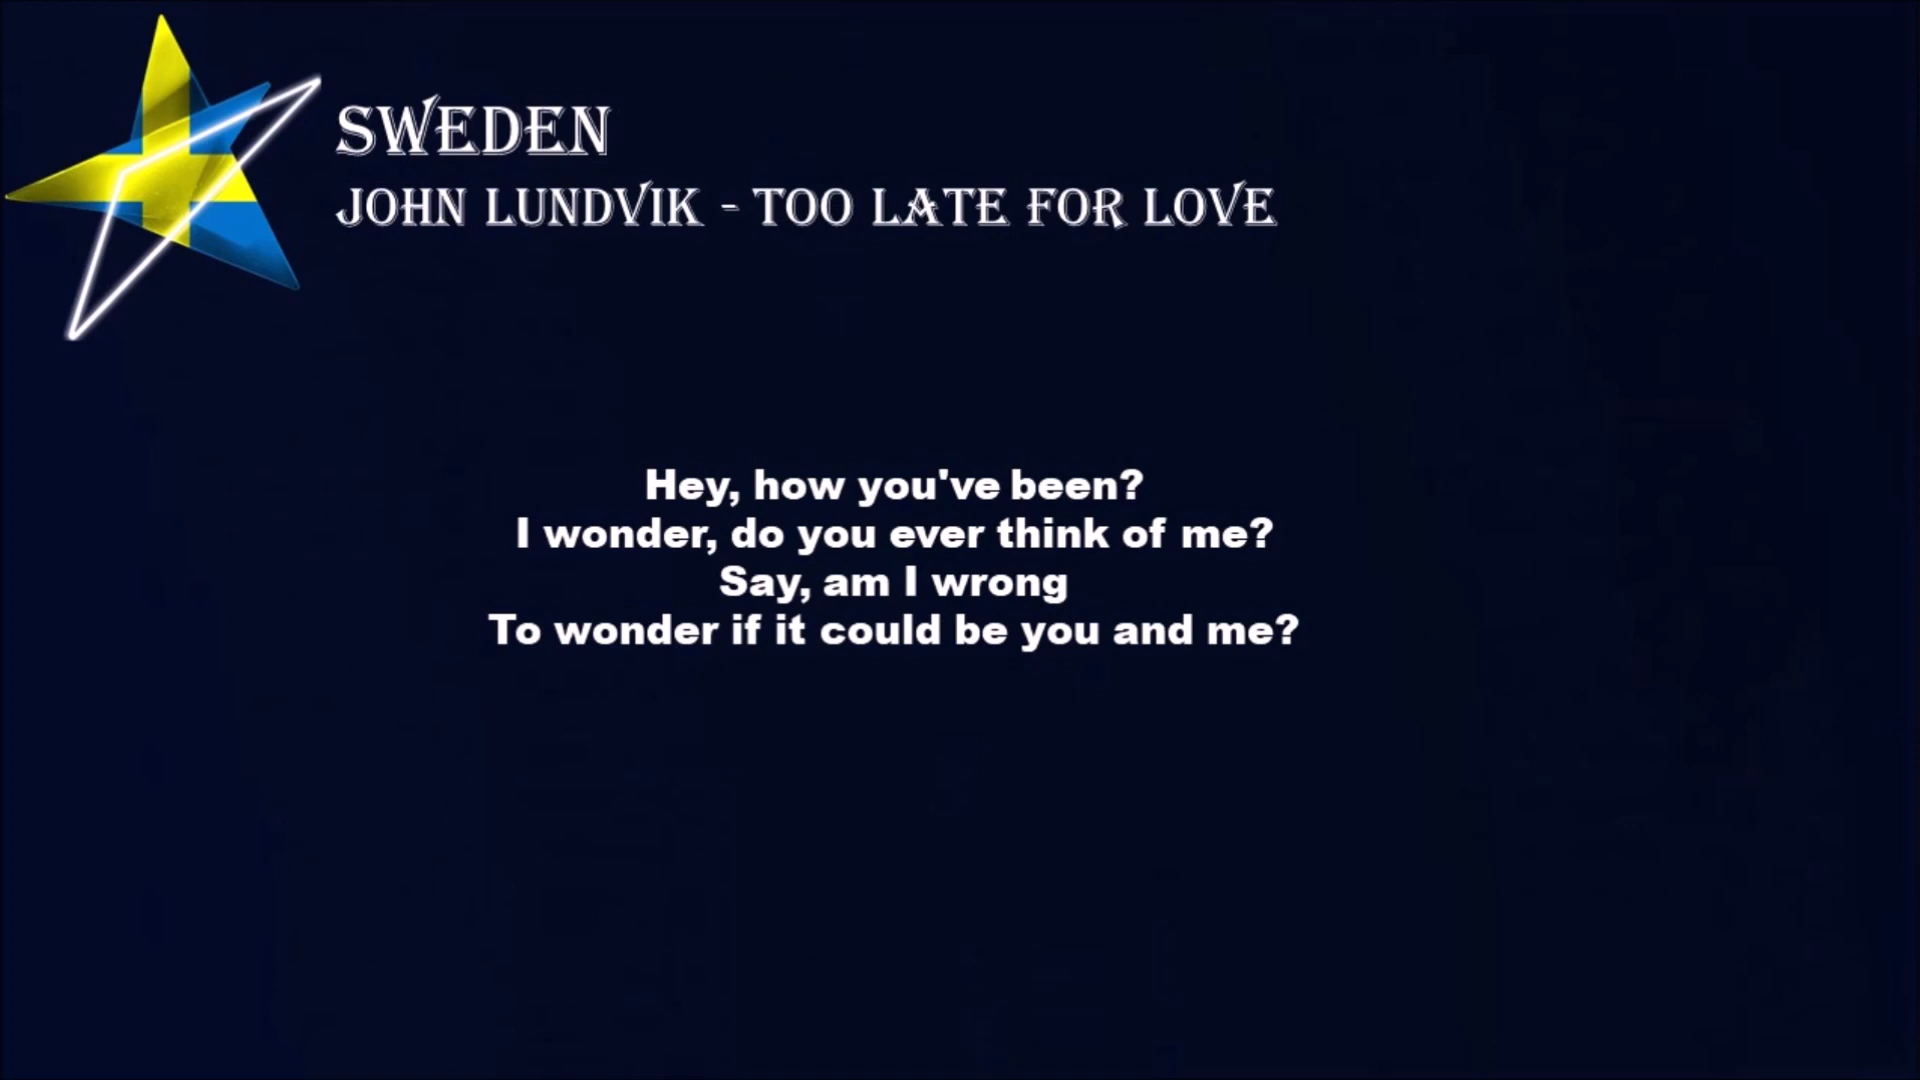 SWEDEN
JOHN LUNDVIK - TOO LATE FOR LOVE
Hey, how you've been?
I wonder, do you ever think of me?
Say, am I wrong
To wonder if it could be you and me?